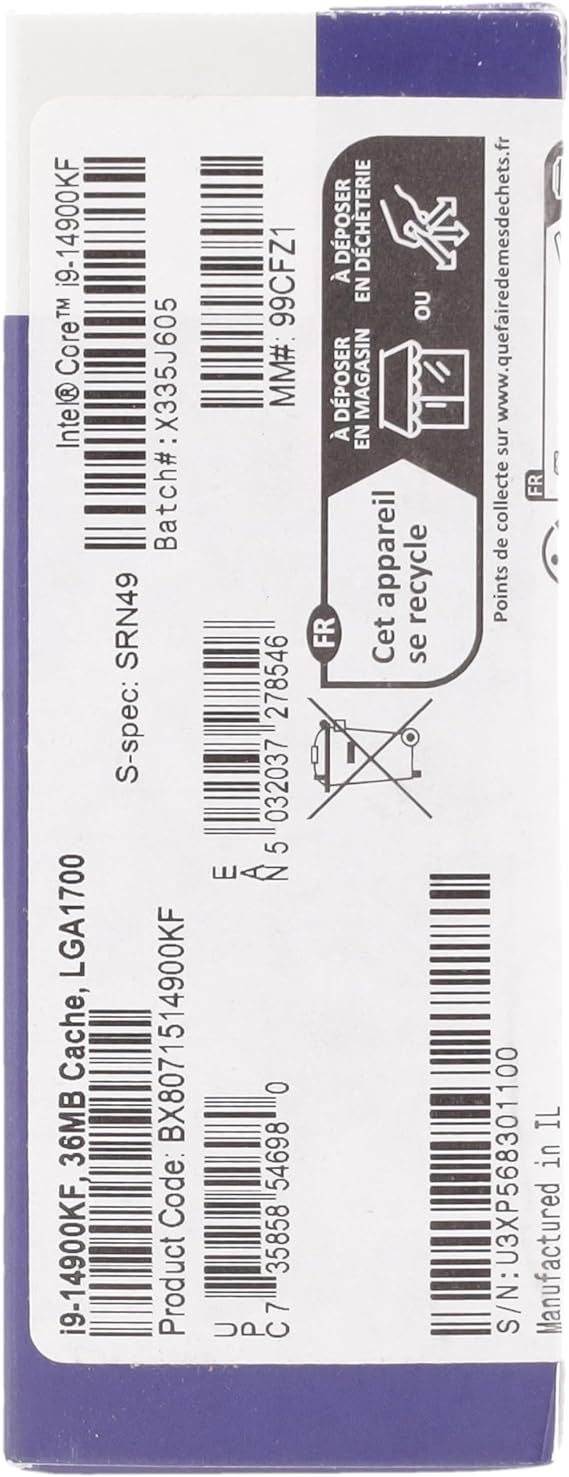 i9-14900KF, 36MB Cache, LGA1700
Product Code: BX8071514900KF
S-spec: SRN49
Intel® Core™ i9-14900KF
Batch#: X335J605
UPC
7 35858 54698 0
EAN
5 032037 278546
MM#: 99CFZ1
FR
Cet appareil
se recycle
À DÉPOSER
EN MAGASIN
OU
À DÉPOSER
EN DÉCHÈTERIE
Points de collecte sur www.quefairedemesdechets.fr
FR
S/N: U3XP568301100
Manufactured in IL